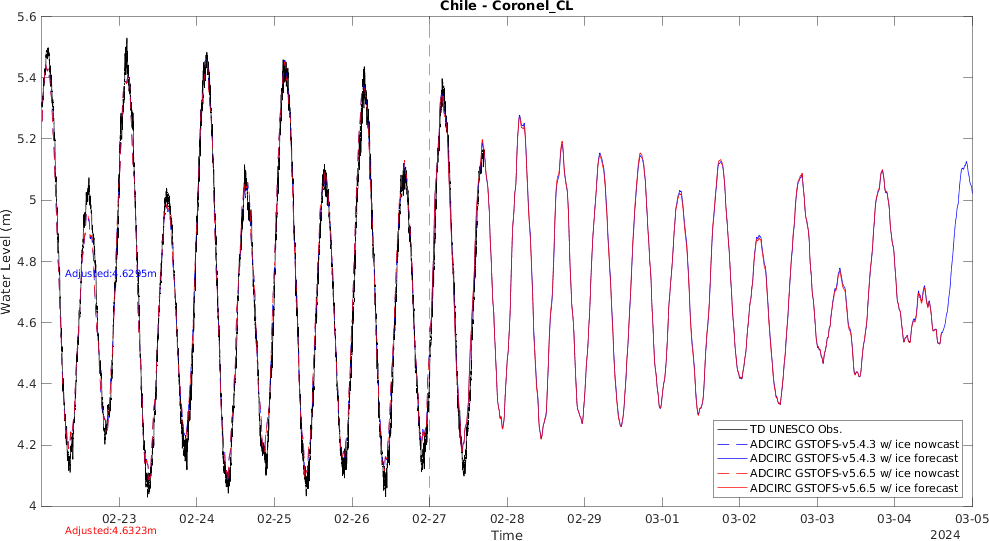 Chile - Coronel_CL
5.6
5.4
5.2
5
4.8
4.6
4.4
4.2
4
Water Level (m)
Adjusted:4.6295m
Adjusted:4.6323m
TD UNESCO Obs.
ADCIRC GSTOFS-v5.4.3 w/ ice nowcast
ADCIRC GSTOFS-v5.4.3 w/ ice forecast
ADCIRC GSTOFS-v5.6.5 w/ ice nowcast
ADCIRC GSTOFS-v5.6.5 w/ ice forecast
02-23 02-24 02-25 02-26 02-27 02-28 02-29 03-01 03-02 03-03 03-04 03-05
Time
2024